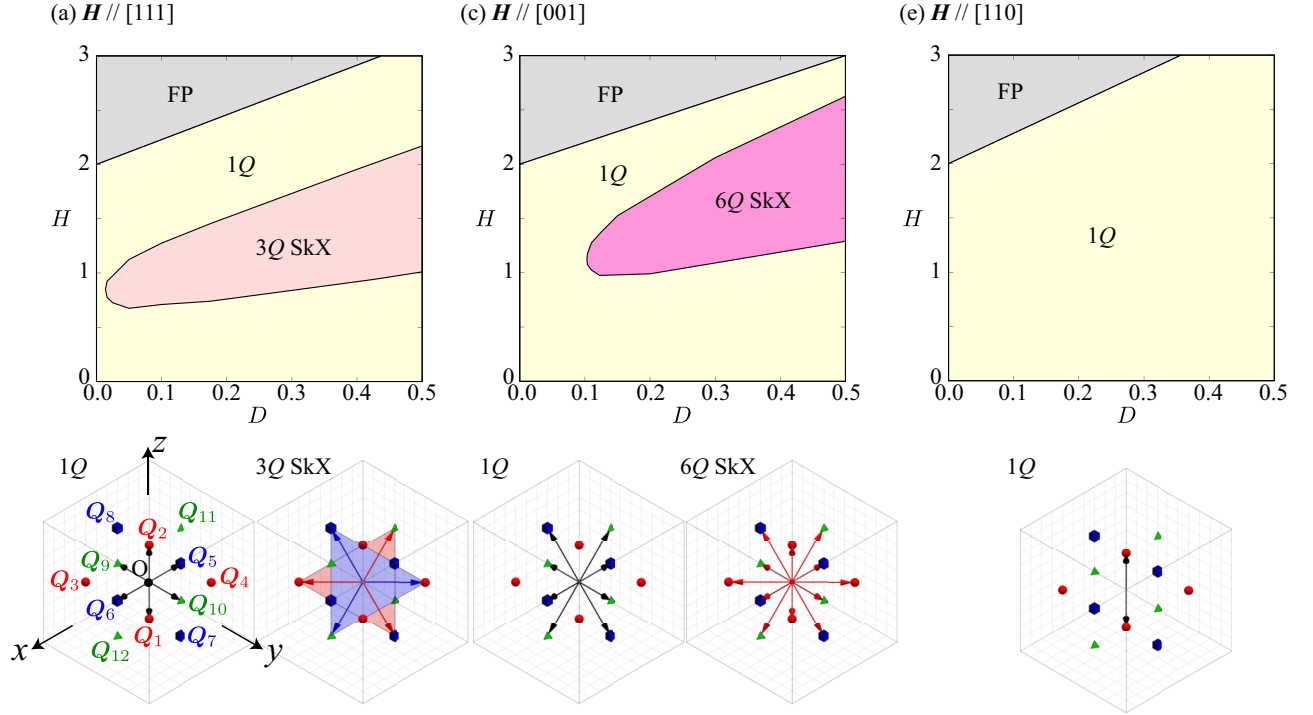 (a) H // [111]
(c) H // [001]
(e) H // [110]
3
2
1
0
H
0.0 0.1 0.2 0.3 0.4 0.5
D
FP
1Q
3Q SkX
3
2
1
0
H
0.0 0.1 0.2 0.3 0.4 0.5
D
FP
1Q
6Q SkX
3
2
1
0
H
0.0 0.1 0.2 0.3 0.4 0.5
D
FP
1Q
1Q
z
Q₈
Q₂
Q₁₁
Q₉
O
Q₅
Q₃
Q₄
Q₆
Q₁₀
Q₁
Q₇
x
Q₁₂
y
3Q SkX
1Q
6Q SkX
1Q